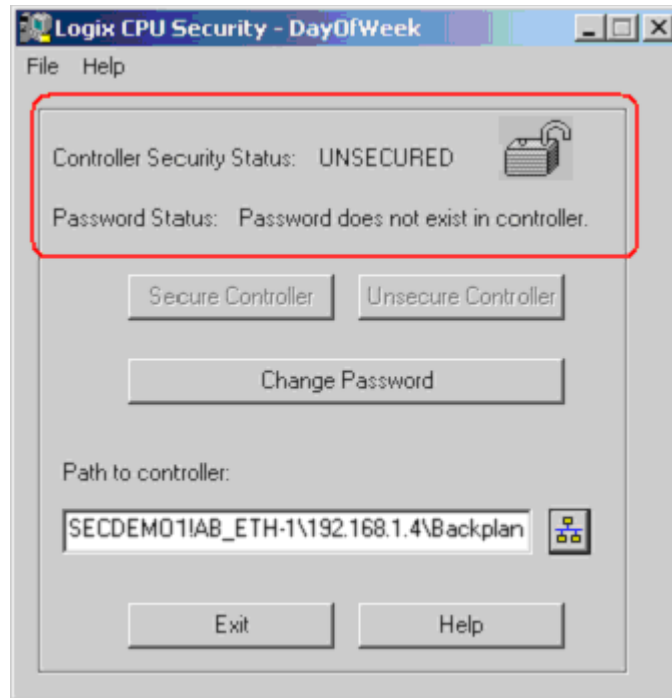 Logix CPU Security - DayOfWeek
File Help
Controller Security Status: UNSECURED
Password Status: Password does not exist in controller.
Secure Controller Unsecure Controller
Change Password
Path to controller:
SECDEMO1!AB_ETH-1\192.168.1.4\Backplan
Exit Help